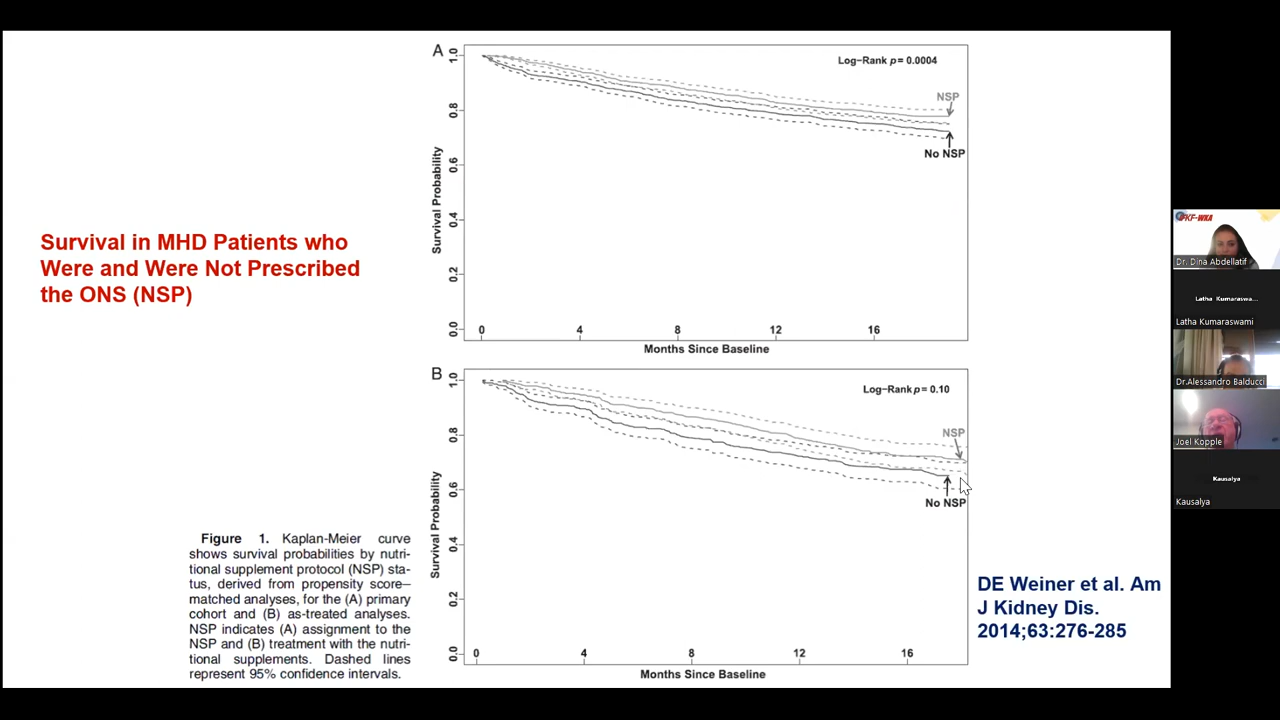 Survival in MHD Patients who
Were and Were Not Prescribed
the ONS (NSP)
A
Log-Rank p = 0.0004
NSP
No NSP
Survival Probability
1.0
0.8
0.6
0.4
0.2
0.0
0 4 8 12 16
Months Since Baseline
B
Log-Rank p = 0.10
NSP
No NSP
Survival Probability
1.0
0.8
0.6
0.4
0.2
0.0
0 4 8 12 16
Months Since Baseline
Figure 1. Kaplan-Meier curve
shows survival probabilities by nutri-
tional supplement protocol (NSP) sta-
tus, derived from propensity score–
matched analyses, for the (A) primary
cohort and (B) as-treated analyses.
NSP indicates (A) assignment to the
NSP and (B) treatment with the nutri-
tional supplements. Dashed lines
represent 95% confidence intervals.
DE Weiner et al. Am
J Kidney Dis.
2014;63:276-285
IFKF-WKA
Dr. Dina Abdellatif
Latha Kumaraswa...
Latha Kumaraswami
Dr.Alessandro Balducci
Joel Kopple
Kausalya
Kausalya